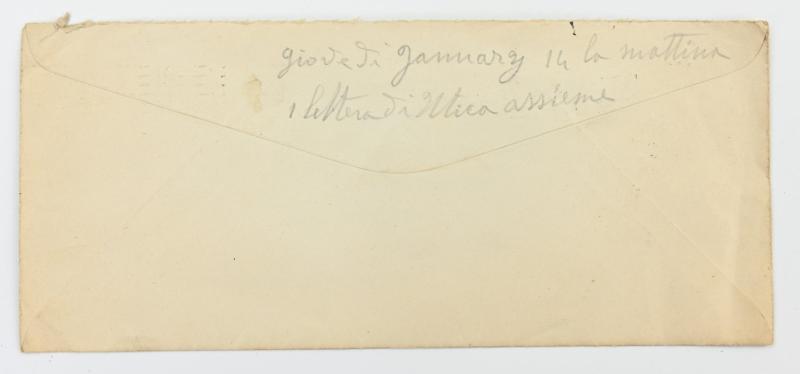 giovedi January 14 la mattina
1 lettera di Utica assieme